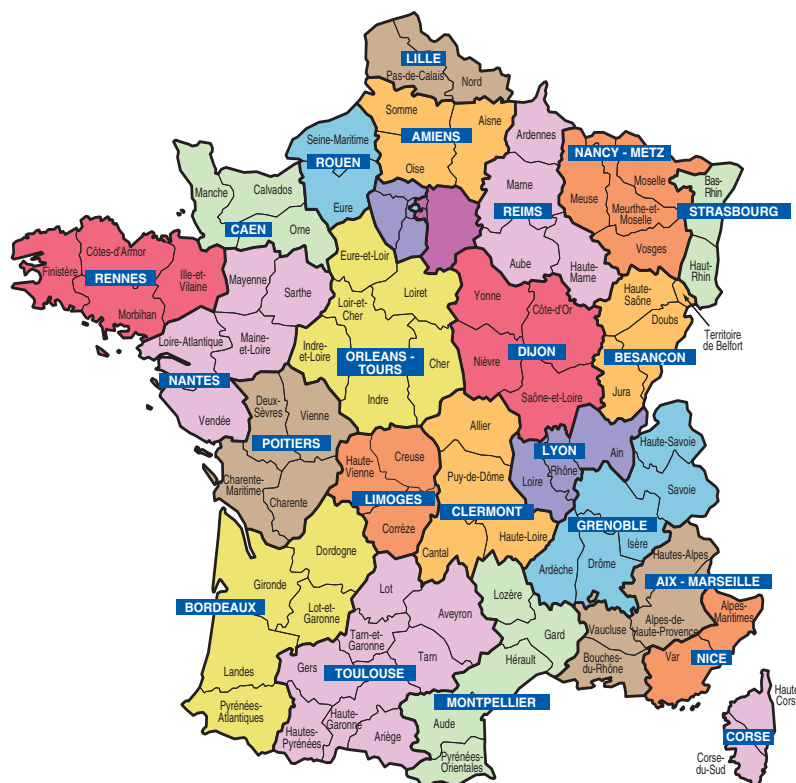 LILLE
Pas-de-Calais
Nord
Somme
Aisne
AMIENS
Oise
Seine-Maritime
ROUEN
Eure
Ardennes
Marne
REIMS
Aube
Haute-
Marne
NANCY - METZ
Moselle
Meuse
Meurthe-et-
Moselle
Vosges
Bas-
Rhin
STRASBOURG
Haut-
Rhin
Manche
Calvados
CAEN
Orne
Côtes-d'Armor
Finistère
RENNES
Ille-et-
Vilaine
Morbihan
Mayenne
Sarthe
Loire-Atlantique
Maine-
et-Loire
NANTES
Vendée
Eure-et-Loir
Loiret
Loir-et
Cher
Indre-
et-Loire
ORLEANS -
TOURS
Cher
Indre
Yonne
Côte-d'Or
Nièvre
DIJON
Saône-et-Loire
Haute-
Saône
Doubs
Territoire
de Belfort
BESANÇON
Jura
Deux-
Sèvres
Vienne
POITIERS
Charente-
Maritime
Charente
Haute-
Vienne
Creuse
LIMOGES
Corrèze
Allier
Puy-de-Dôme
CLERMONT
Cantal
Haute-Loire
LYON
Ain
Loire
Rhône
Haute-Savoie
Savoie
GRENOBLE
Isère
Ardèche
Drôme
Hautes-Alpes
AIX - MARSEILLE
Vaucluse
Alpes-de-
Haute-Provence
Bouches-
du-Rhône
Alpes-
Maritimes
Var
NICE
Dordogne
Gironde
BORDEAUX
Lot-et-
Garonne
Landes
Pyrénées-
Atlantiques
Lot
Aveyron
Tarn-et-
Garonne
Gers
Tarn
TOULOUSE
Hautes-
Pyrénées
Haute-
Garonne
Ariège
Lozère
Gard
Hérault
MONTPELLIER
Aude
Pyrénées-
Orientales
Haute
Corse
CORSE
Corse-
du-Sud